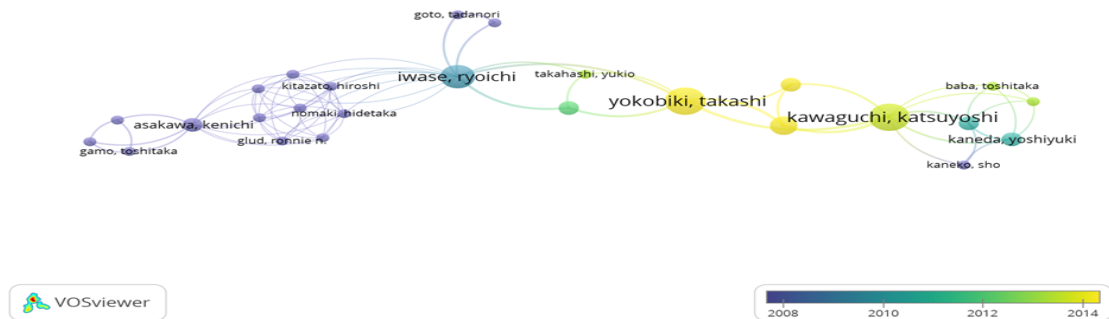 goto, tadanori
iwase, ryoichi
takahashi, yukio
kitazato, hiroshi
baba, toshitaka
yokobiki, takashi
nomaki, hidetaka
kawaguchi, katsuyoshi
asakawa, kenichi
glud, ronnie n.
kaneda, yoshiyuki
gamo, toshitaka
kaneko, sho
VOSviewer
2008 2010 2012 2014